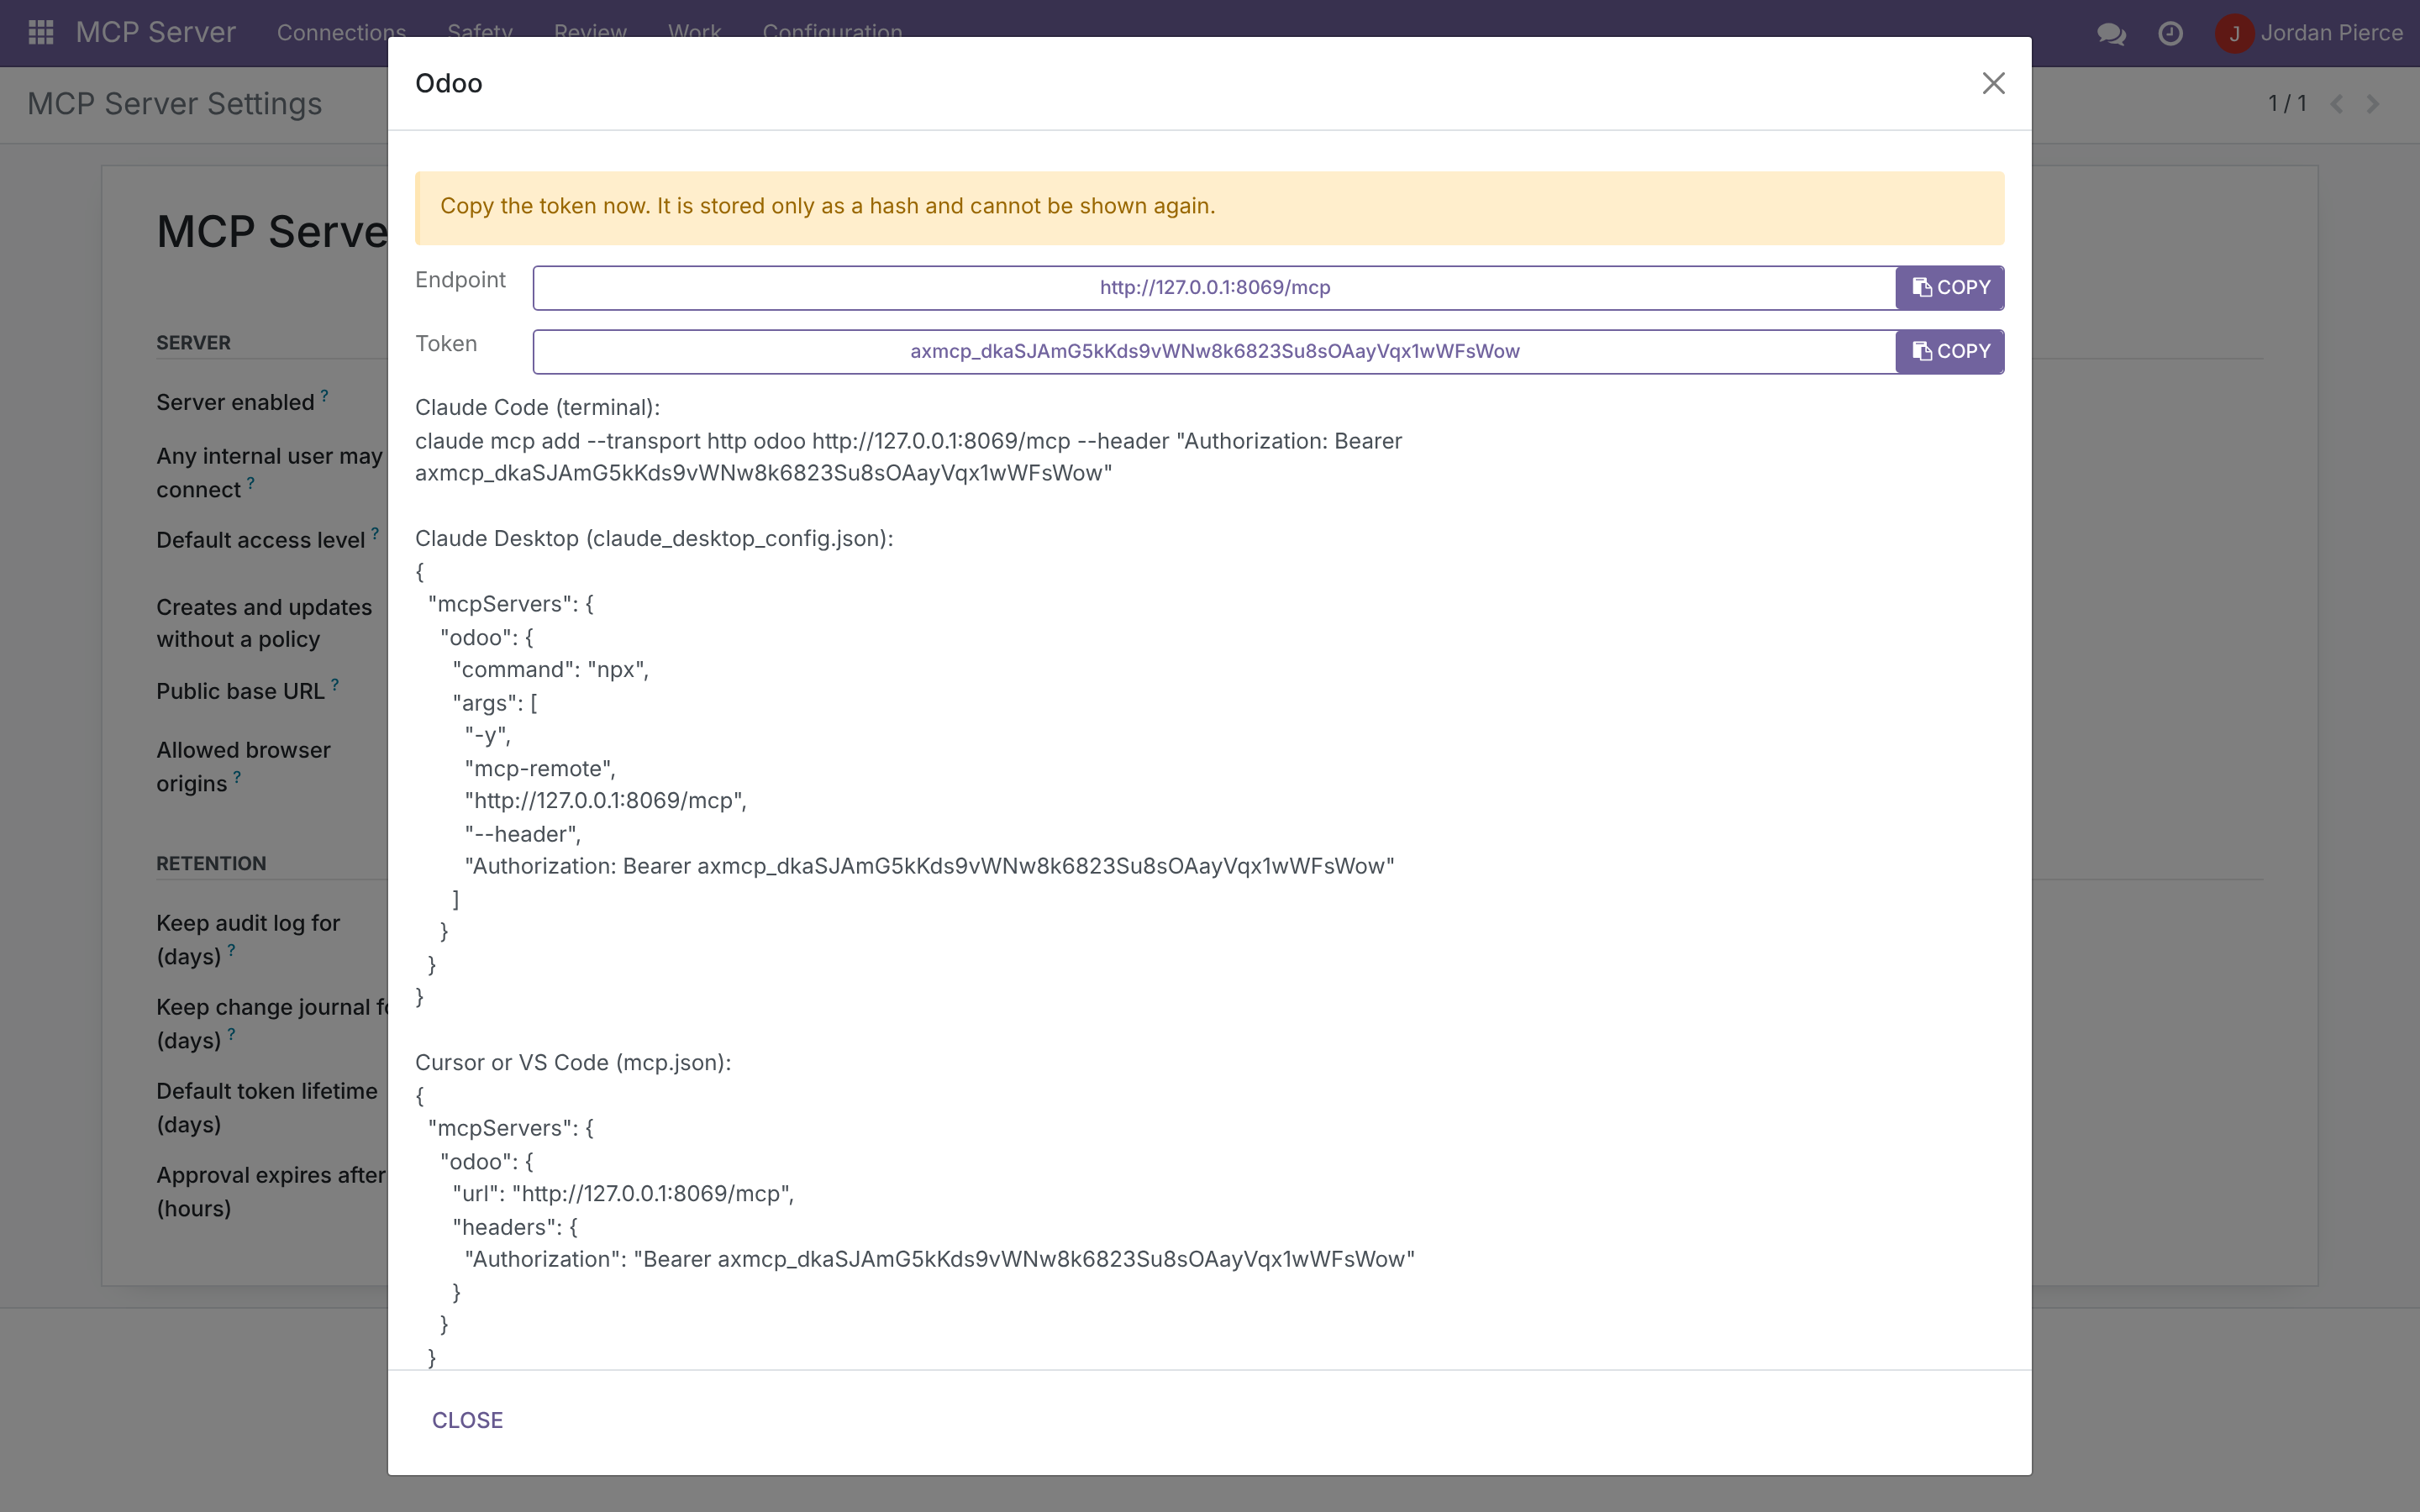 MCP Server Connections Safety Review Work Configuration J Jordan Pierce
MCP Server Settings 1 / 1
Odoo
Copy the token now. It is stored only as a hash and cannot be shown again.
Endpoint http://127.0.0.1:8069/mcp COPY
Token axmcp_dkaSJAmG5kKds9vWNw8k6823Su8sOAayVqx1wWFsWow COPY
Claude Code (terminal):
claude mcp add --transport http odoo http://127.0.0.1:8069/mcp --header "Authorization: Bearer
axmcp_dkaSJAmG5kKds9vWNw8k6823Su8sOAayVqx1wWFsWow"
Claude Desktop (claude_desktop_config.json):
{
"mcpServers": {
"odoo": {
"command": "npx",
"args": [
"-y",
"mcp-remote",
"http://127.0.0.1:8069/mcp",
"--header",
"Authorization: Bearer axmcp_dkaSJAmG5kKds9vWNw8k6823Su8sOAayVqx1wWFsWow"
]
}
}
}
Cursor or VS Code (mcp.json):
{
"mcpServers": {
"odoo": {
"url": "http://127.0.0.1:8069/mcp",
"headers": {
"Authorization": "Bearer axmcp_dkaSJAmG5kKds9vWNw8k6823Su8sOAayVqx1wWFsWow"
}
}
}
CLOSE
MCP Serve
SERVER
Server enabled ?
Any internal user may
connect ?
Default access level ?
Creates and updates
without a policy
Public base URL ?
Allowed browser
origins ?
RETENTION
Keep audit log for
(days) ?
Keep change journal fo
(days) ?
Default token lifetime
(days)
Approval expires after
(hours)